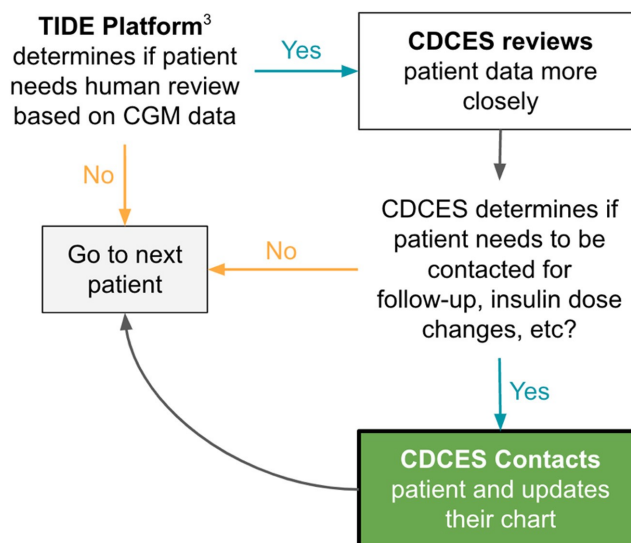 TIDE Platform³
determines if patient
needs human review
based on CGM data
Yes
CDCES reviews
patient data more
closely
No
CDCES determines if
patient needs to be
contacted for
follow-up, insulin dose
changes, etc?
No
Go to next
patient
Yes
CDCES Contacts
patient and updates
their chart